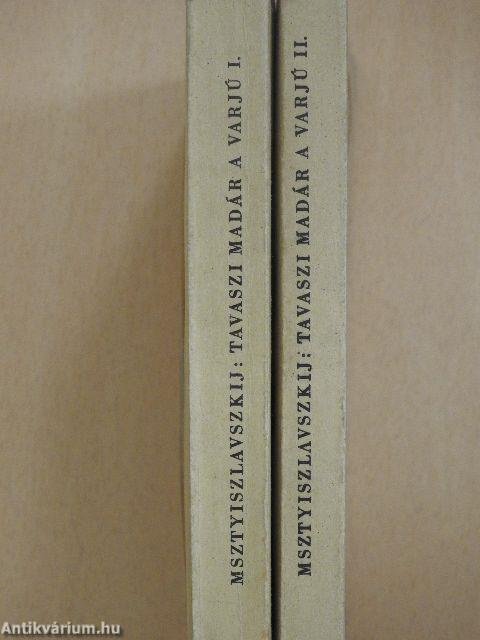 MSZTYISZLAVSZKIJ: TAVASZI MADÁR A VARJÚ I.
MSZTYISZLAVSZKIJ: TAVASZI MADÁR A VARJÚ II.
Antikvárium.hu